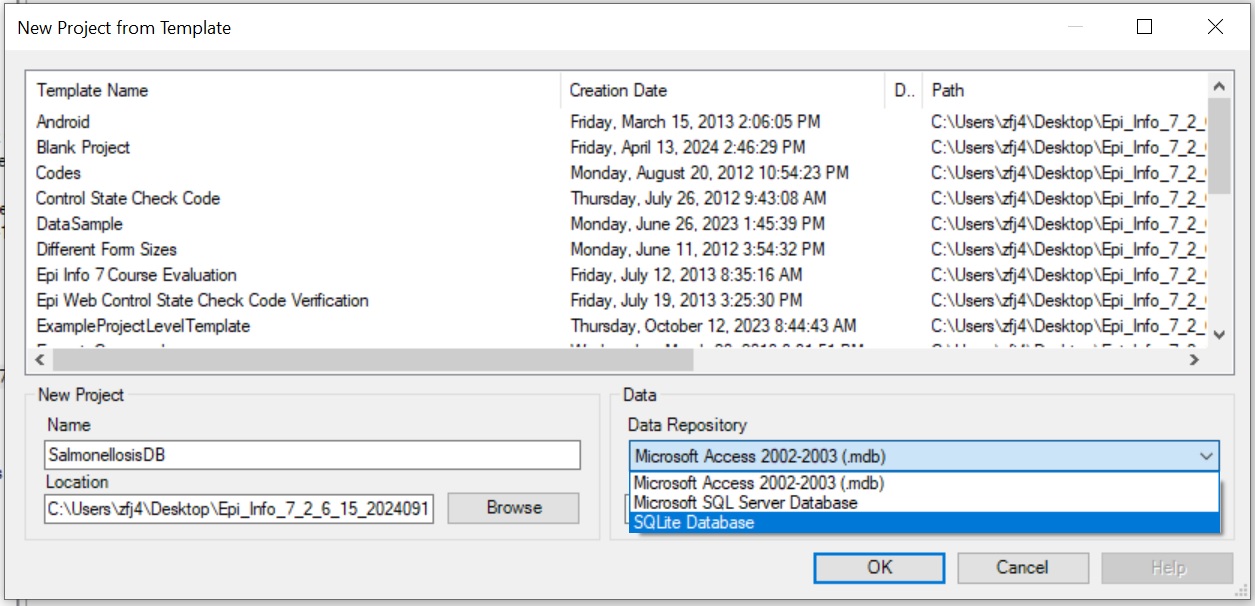 New Project from Template
Template Name Creation Date D.. Path
Android Friday, March 15, 2013 2:06:05 PM C:\Users\zfj4\Desktop\Epi_Info_7_2_
Blank Project Friday, April 13, 2024 2:46:29 PM C:\Users\zfj4\Desktop\Epi_Info_7_2_
Codes Monday, August 20, 2012 10:54:23 PM C:\Users\zfj4\Desktop\Epi_Info_7_2_
Control State Check Code Thursday, July 26, 2012 9:43:08 AM C:\Users\zfj4\Desktop\Epi_Info_7_2_
DataSample Monday, June 26, 2023 1:45:39 PM C:\Users\zfj4\Desktop\Epi_Info_7_2_
Different Form Sizes Monday, June 11, 2012 3:54:32 PM C:\Users\zfj4\Desktop\Epi_Info_7_2_
Epi Info 7 Course Evaluation Friday, July 12, 2013 8:35:16 AM C:\Users\zfj4\Desktop\Epi_Info_7_2_
Epi Web Control State Check Code Verification Friday, July 19, 2013 3:25:30 PM C:\Users\zfj4\Desktop\Epi_Info_7_2_
ExampleProjectLevelTemplate Thursday, October 12, 2023 8:44:43 AM C:\Users\zfj4\Desktop\Epi_Info_7_2_
New Project
Name
SalmonellosisDB
Location
C:\Users\zfj4\Desktop\Epi_Info_7_2_6_15_2024091
Browse
Data
Data Repository
Microsoft Access 2002-2003 (.mdb)
Microsoft Access 2002-2003 (.mdb)
Microsoft SQL Server Database
SQLite Database
OK Cancel Help